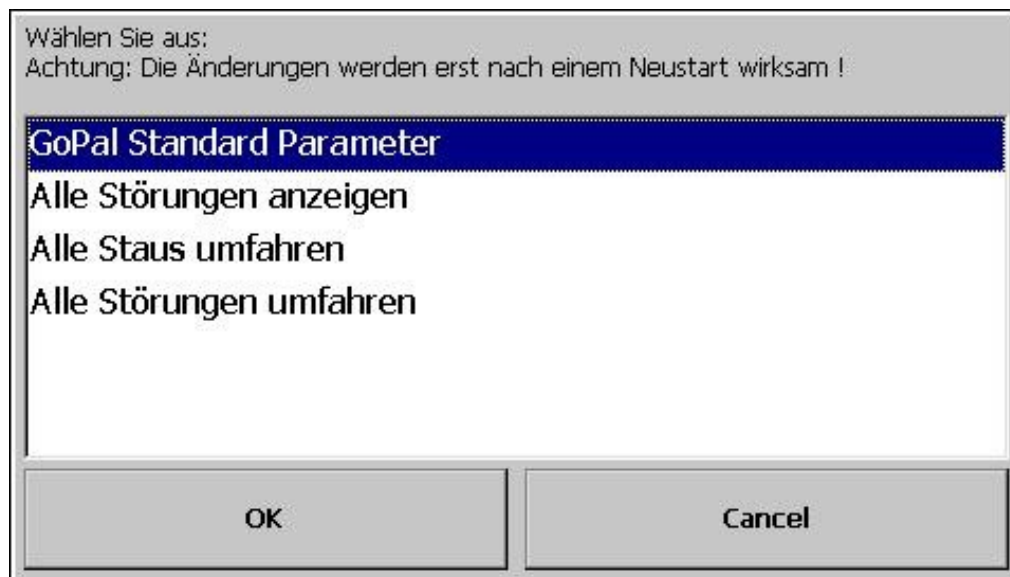 Wählen Sie aus:
Achtung: Die Änderungen werden erst nach einem Neustart wirksam !
GoPal Standard Parameter
Alle Störungen anzeigen
Alle Staus umfahren
Alle Störungen umfahren
OK
Cancel